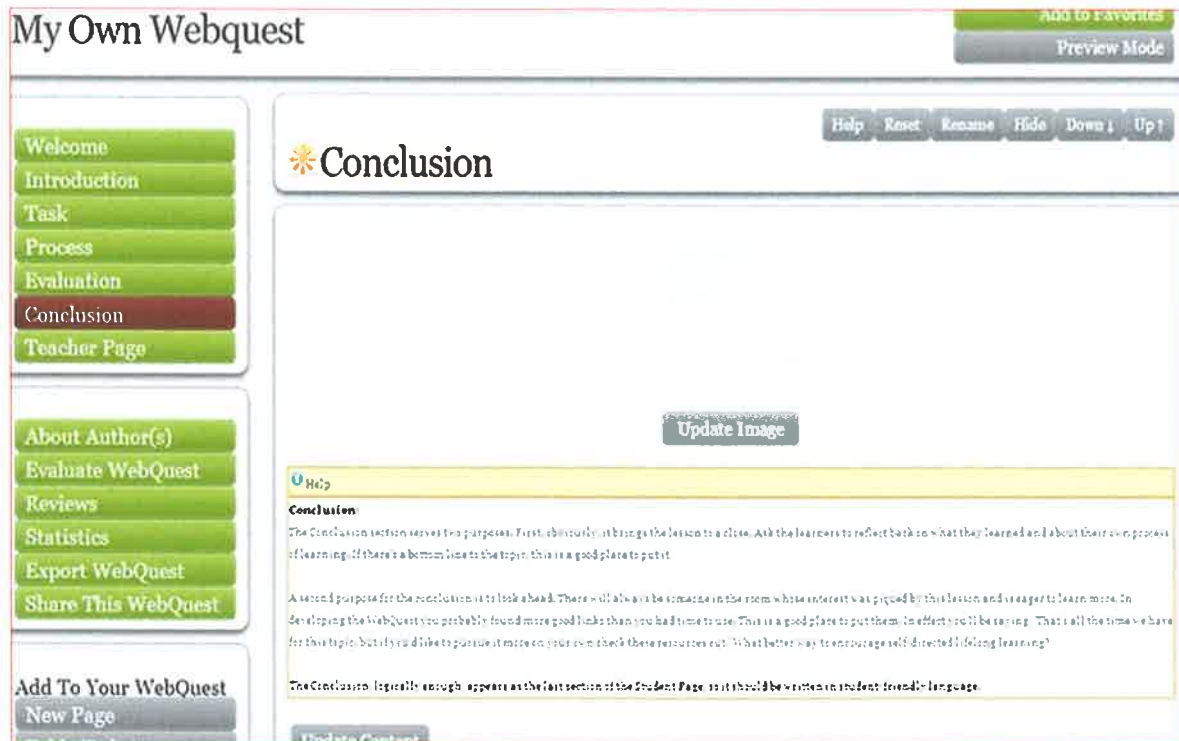 My Own Webquest
Add to Favorites
Preview Mode
Welcome
Introduction
Task
Process
Evaluation
Conclusion
Teacher Page
About Author(s)
Evaluate WebQuest
Reviews
Statistics
Export WebQuest
Share This WebQuest
Add To Your WebQuest
New Page
Help Reset Rename Hide Down ↓ Up ↑
Conclusion
Update Image
Help
Conclusion
The Conclusion section serves two purposes. First, obviously, it brings the lesson to a close. Ask the learners to reflect back on what they learned and about their own process
of learning. If there's a bottom line to the topic, this is a good place to put it.
A second purpose for the conclusion is to look ahead. There will always be someone in the room whose interest was piqued by this lesson and is eager to learn more. In
developing the WebQuest you probably found more good links than you had time to use. This is a good place to put them. In effect you'll be saying "That's all the time we have
for this topic, but if you'd like to pursue it more on your own check these resources out." What better way to encourage self-directed lifelong learning?
The Conclusion, logically enough, appears as the last section of the Student Page, so it should be written in student-friendly language.
Update Content